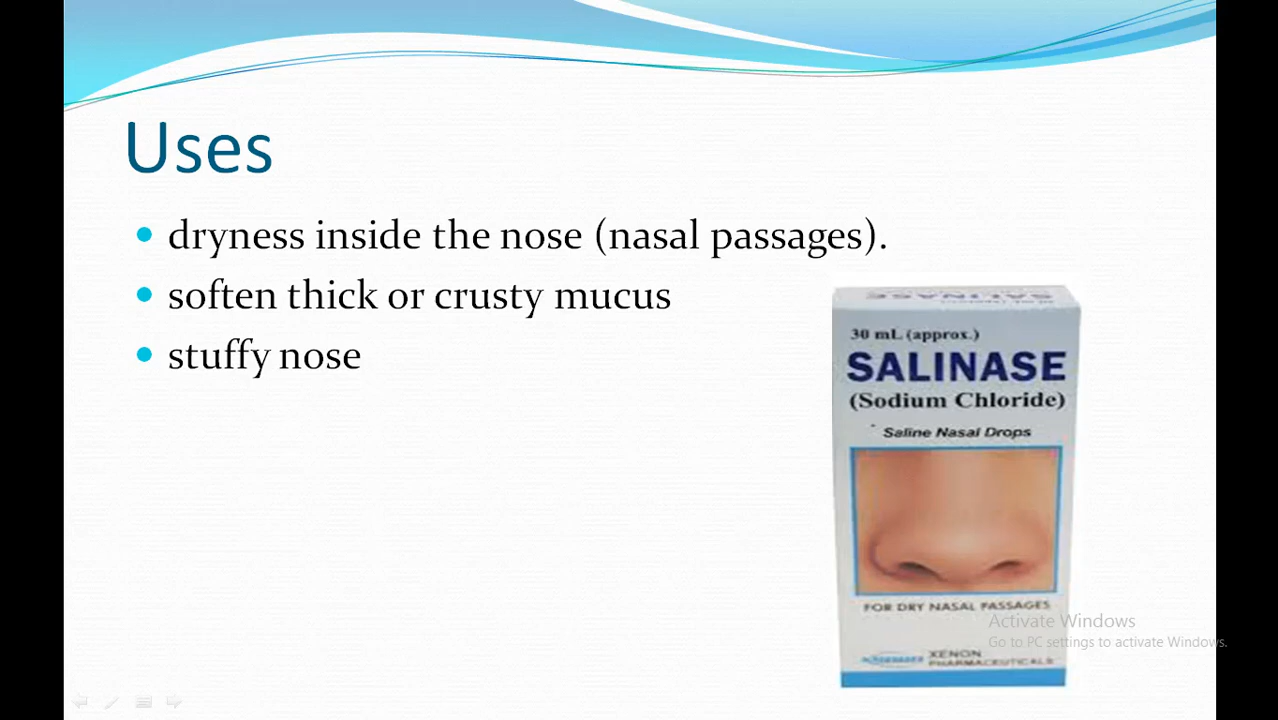 Uses
dryness inside the nose (nasal passages).
soften thick or crusty mucus
stuffy nose
SALINASE
30 mL (approx.)
SALINASE
(Sodium Chloride)
Saline Nasal Drops
FOR DRY NASAL PASSAGES
Activate Windows
Go to PC settings to activate Windows.
XENON
PHARMACEUTICALS